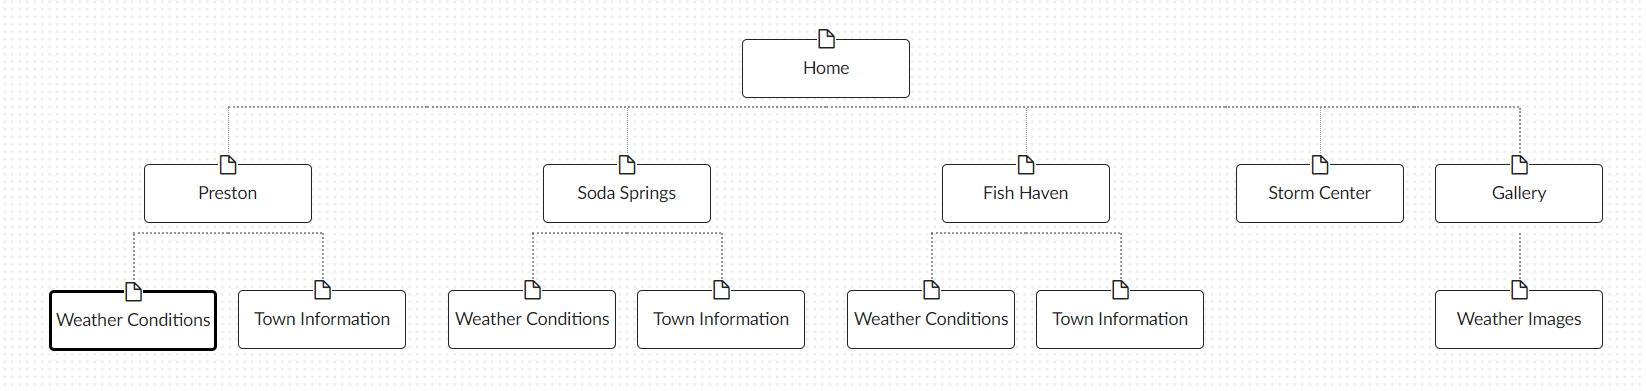 Home
Preston
Soda Springs
Fish Haven
Storm Center
Gallery
Weather Conditions
Town Information
Weather Conditions
Town Information
Weather Conditions
Town Information
Weather Images